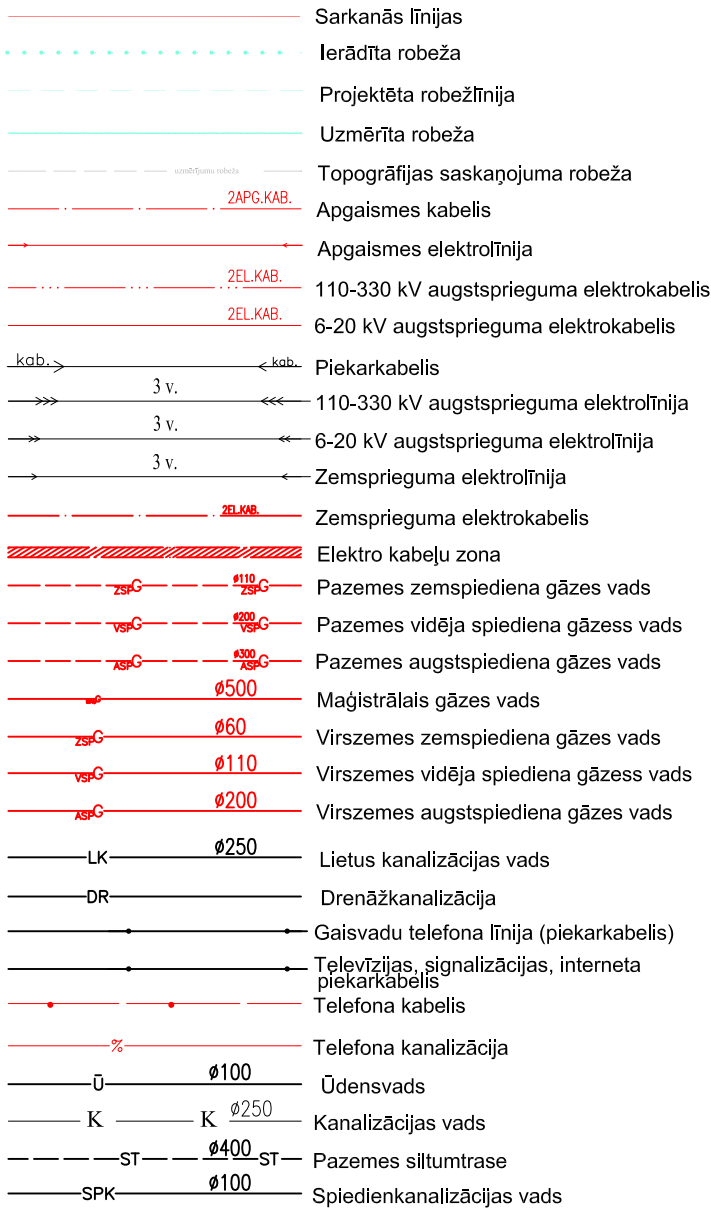 Sarkanās līnijas
Ierādīta robeža
Projektēta robežlīnija
Uzmērīta robeža
uzmērījumu robeža Topogrāfijas saskaņojuma robeža
2APG.KAB. Apgaismes kabelis
Apgaismes elektrolīnija
2EL.KAB. 110-330 kV augstsprieguma elektrokabelis
2EL.KAB. 6-20 kV augstsprieguma elektrokabelis
kab. kab. Piekarkabelis
3 v. 110-330 kV augstsprieguma elektrolīnija
3 v. 6-20 kV augstsprieguma elektrolīnija
3 v. Zemsprieguma elektrolīnija
2EL.KAB. Zemsprieguma elektrokabelis
Elektro kabeļu zona
ZSPG ø110 ZSPG Pazemes zemspiediena gāzes vads
VSPG ø200 VSPG Pazemes vidēja spiediena gāzess vads
ASPG ø300 ASPG Pazemes augstspiediena gāzes vads
ø500 Maģistrālais gāzes vads
ZSPG ø60 Virszemes zemspiediena gāzes vads
VSPG ø110 Virszemes vidēja spiediena gāzess vads
ASPG ø200 Virszemes augstspiediena gāzes vads
LK ø250 Lietus kanalizācijas vads
DR Drenāžkanalizācija
Gaisvadu telefona līnija (piekarkabelis)
Televīzijas, signalizācijas, interneta
piekarkabelis
Telefona kabelis
% Telefona kanalizācija
Ū ø100 Ūdensvads
K K ø250 Kanalizācijas vads
ST ø400 ST Pazemes siltumtrase
SPK ø100 Spiedienkanalizācijas vads